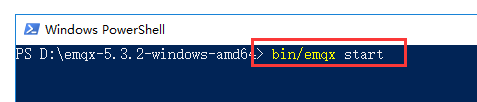 Windows PowerShell
PS D:\emqx-5.3.2-windows-amd64> bin/emqx start